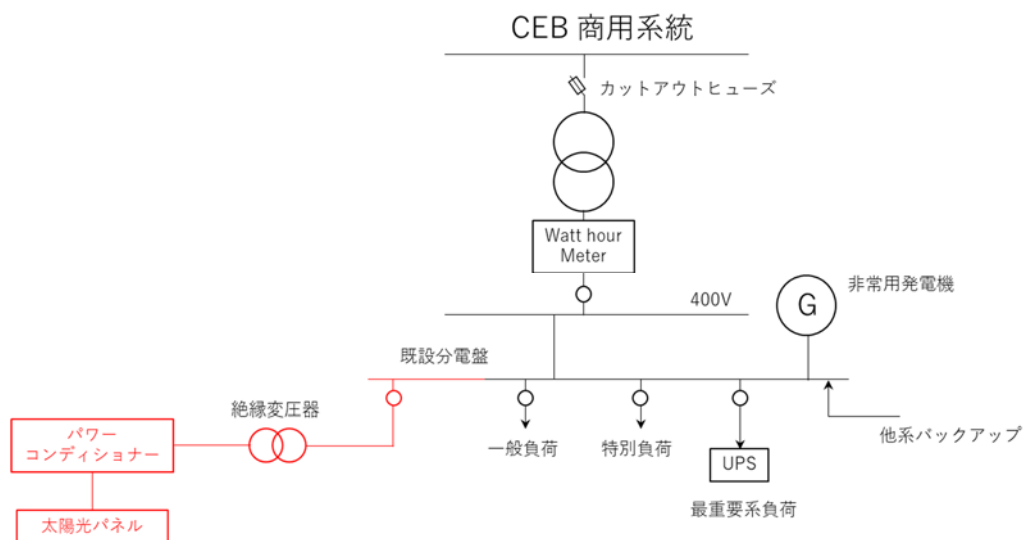 CEB 商用系統
カットアウトヒューズ
Watt hour
Meter
400V
G
非常用発電機
既設分電盤
絶縁変圧器
パワー
コンディショナー
太陽光パネル
一般負荷
特別負荷
UPS
最重要系負荷
他系バックアップ